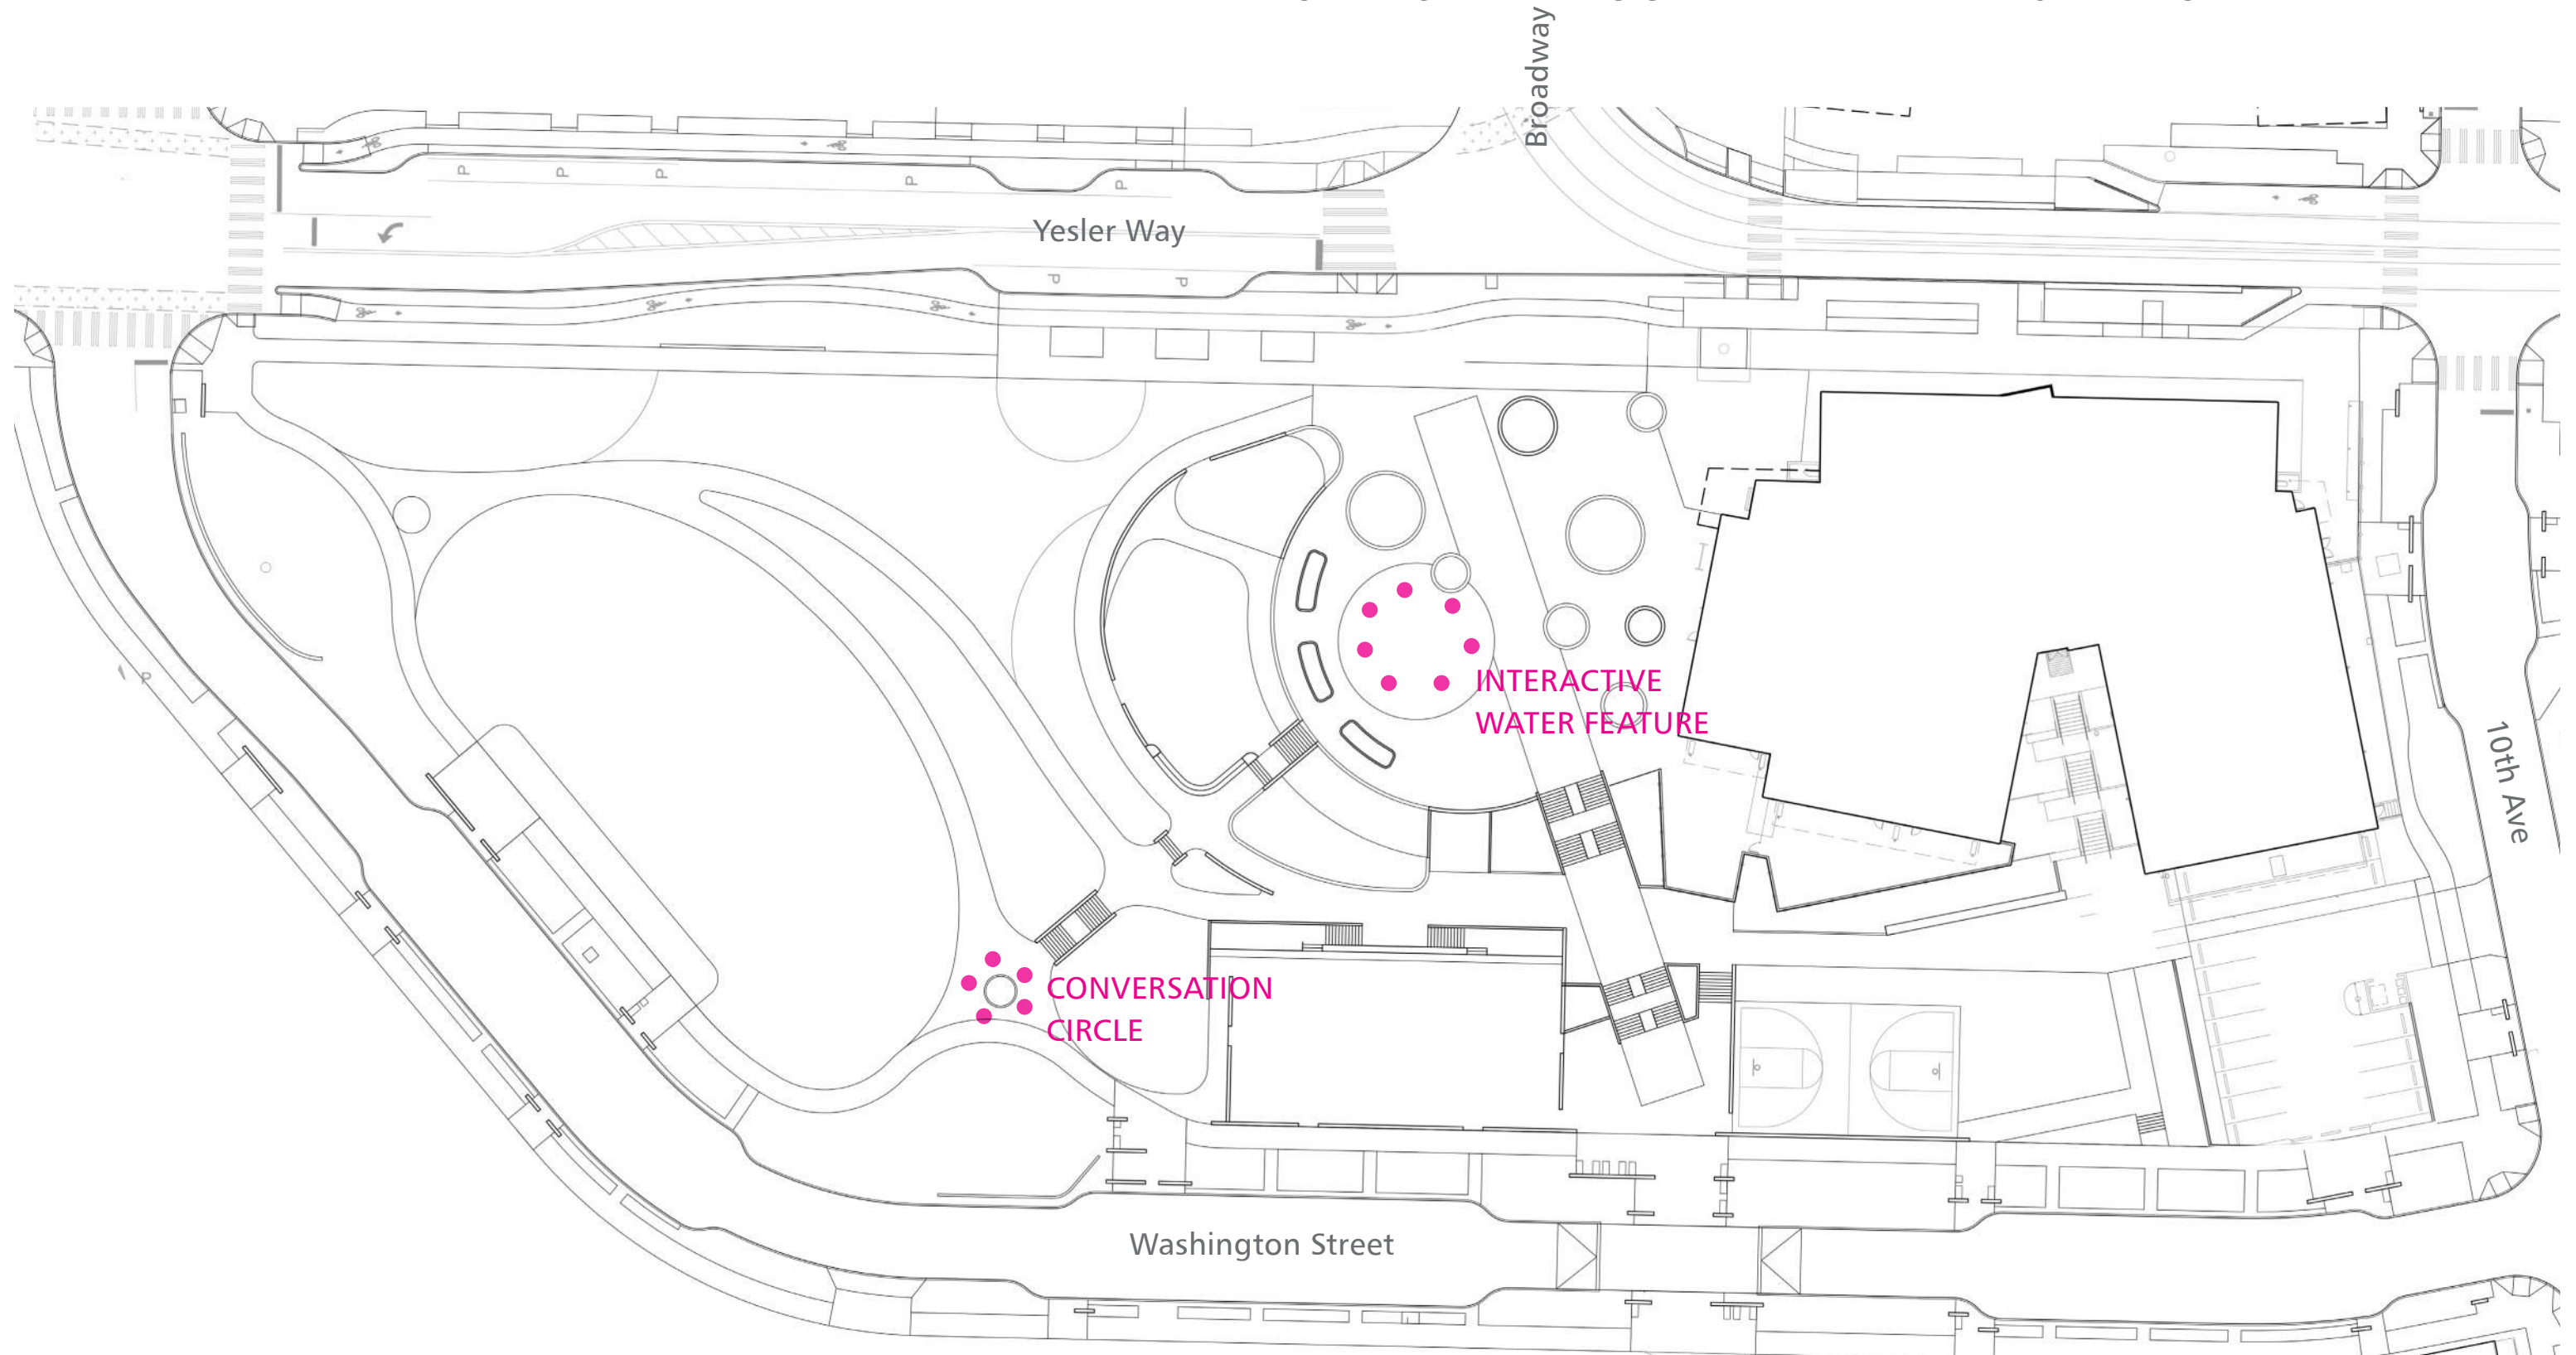 Broadway
P
P
P
P
P
Yesler Way
P
P
P
INTERACTIVE
WATER FEATURE
10th Ave
CONVERSATION
CIRCLE
Washington Street